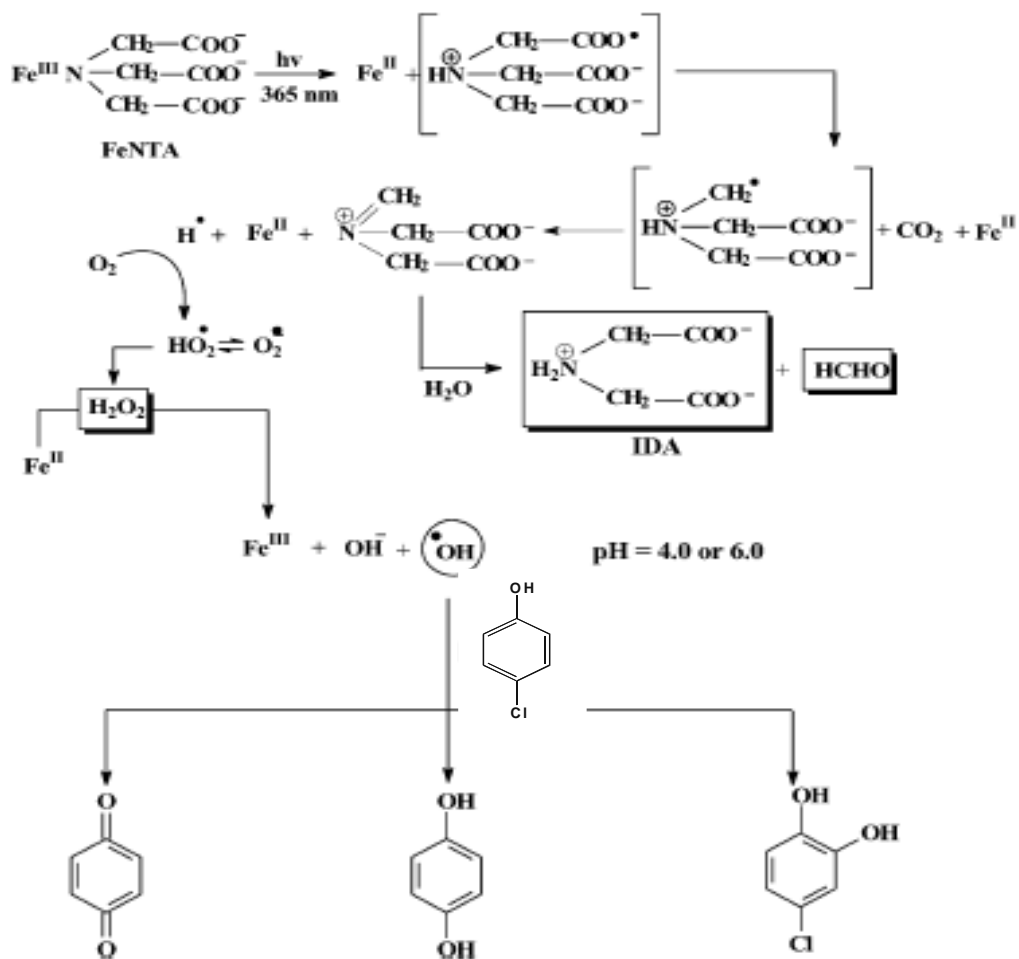 CH₂—COO⁻
Fe^III N—CH₂—COO⁻
CH₂—COO⁻
FeNTA
hν
365 nm
Fe^II +
CH₂—COO•
⊕
HN—CH₂—COO⁻
CH₂—COO⁻
CH₂•
⊕
HN—CH₂—COO⁻
CH₂—COO⁻
+ CO₂ + Fe^II
H• + Fe^II +
CH₂
⊕
N—CH₂—COO⁻
CH₂—COO⁻
O₂
HO₂• ⇌ O₂•⁻
H₂O₂
Fe^II
H₂O
CH₂—COO⁻
⊕
H₂N
CH₂—COO⁻
IDA
+ HCHO
Fe^III + OH⁻ + •OH
pH = 4.0 or 6.0
OH
Cl
O
O
OH
OH
OH
OH
Cl